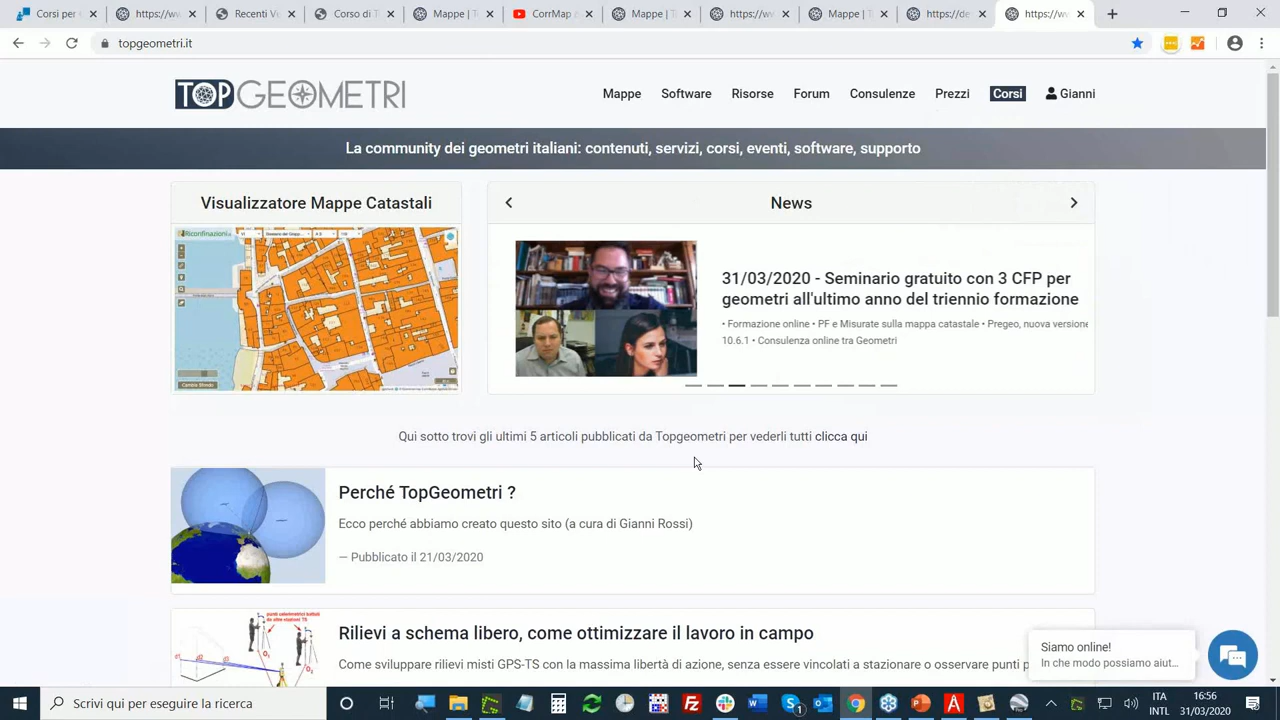 Corsi per
https://wv
Recenti Vi
Corso di T
Mappe | T
CorrMap
Mappe |
https://wv
Mappe |
https://de
https://wv
topgeometri.it
TOPGEOMETRI
Mappe
Software
Risorse
Forum
Consulenze
Prezzi
Corsi
Gianni
La community dei geometri italiani: contenuti, servizi, corsi, eventi, software, supporto
Visualizzatore Mappe Catastali
News
Riconfinazioni
Cambia Sfondo
31/03/2020 - Seminario gratuito con 3 CFP per
geometri all'ultimo anno del triennio formazione
• Formazione online • PF e Misurate sulla mappa catastale • Pregeo, nuova versione
10.6.1 • Consulenza online tra Geometri
Qui sotto trovi gli ultimi 5 articoli pubblicati da Topgeometri per vederli tutti clicca qui
Perché TopGeometri ?
Ecco perché abbiamo creato questo sito (a cura di Gianni Rossi)
— Pubblicato il 21/03/2020
Rilievi a schema libero, come ottimizzare il lavoro in campo
Come sviluppare rilievi misti GPS-TS con la massima libertà di azione, senza essere vincolati a stazionare o osservare punti p
Siamo online!
In che modo possiamo aiut...
Scrivi qui per eseguire la ricerca
ITA
INTL
16:56
31/03/2020